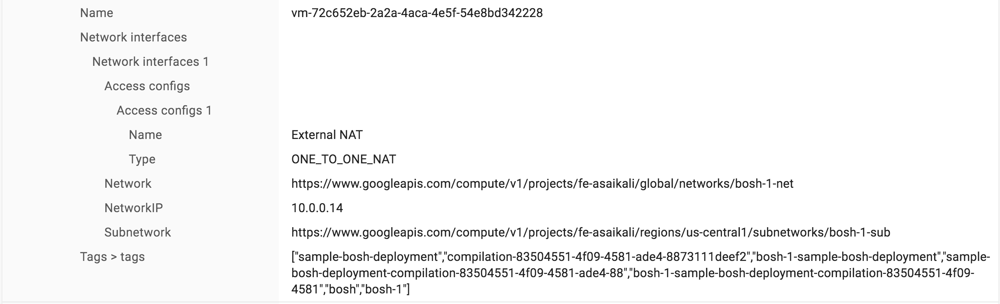 Name vm-72c652eb-2a2a-4aca-4e5f-54e8bd342228
Network interfaces
Network interfaces 1
Access configs
Access configs 1
Name External NAT
Type ONE_TO_ONE_NAT
Network https://www.googleapis.com/compute/v1/projects/fe-asaikali/global/networks/bosh-1-net
NetworkIP 10.0.0.14
Subnetwork https://www.googleapis.com/compute/v1/projects/fe-asaikali/regions/us-central1/subnetworks/bosh-1-sub
Tags > tags ["sample-bosh-deployment","compilation-83504551-4f09-4581-ade4-8873111deef2","bosh-1-sample-bosh-deployment","sample-
bosh-deployment-compilation-83504551-4f09-4581-ade4-88","bosh-1-sample-bosh-deployment-compilation-83504551-4f09-
4581","bosh","bosh-1"]